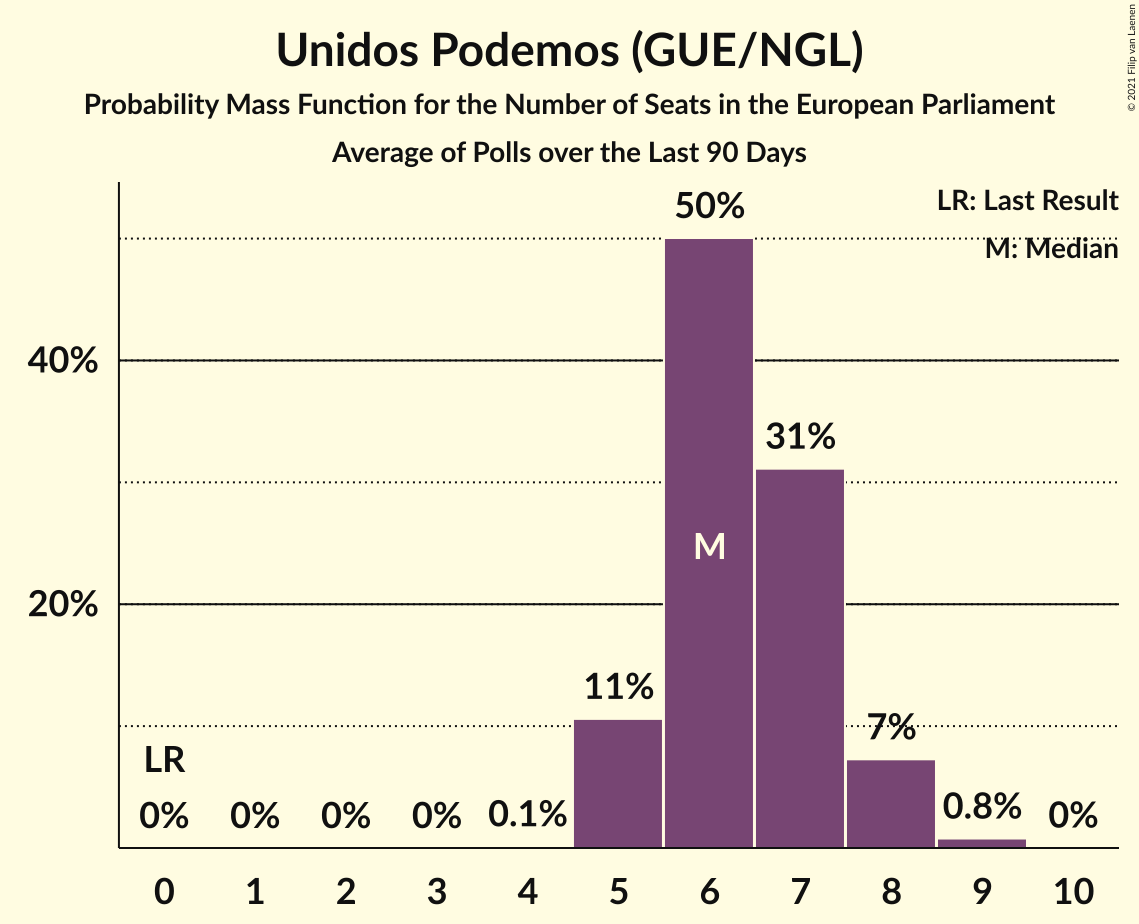 Unidos Podemos (GUE/NGL)
Probability Mass Function for the Number of Seats in the European Parliament
Average of Polls over the Last 90 Days
© 2021 Filip van Laenen
LR: Last Result
M: Median
50%
40%
31%
M
20%
11%
7%
LR
0% 0% 0% 0% 0.1% 0.8% 0%
0 1 2 3 4 5 6 7 8 9 10